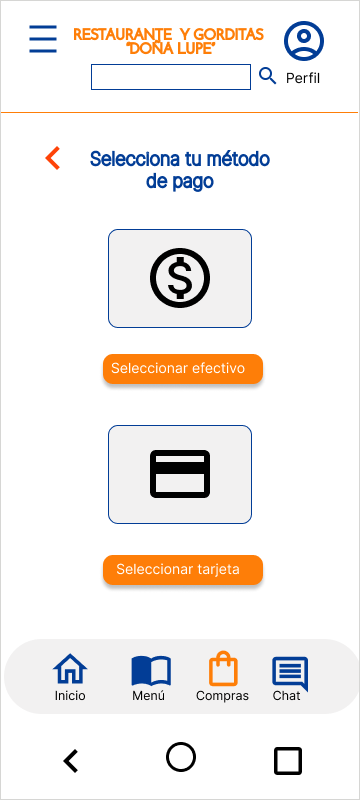 RESTAURANTE Y GORDITAS
"DOÑA LUPE"
Perfil
Selecciona tu método
de pago
Seleccionar efectivo
Seleccionar tarjeta
Inicio
Menú
Compras
Chat